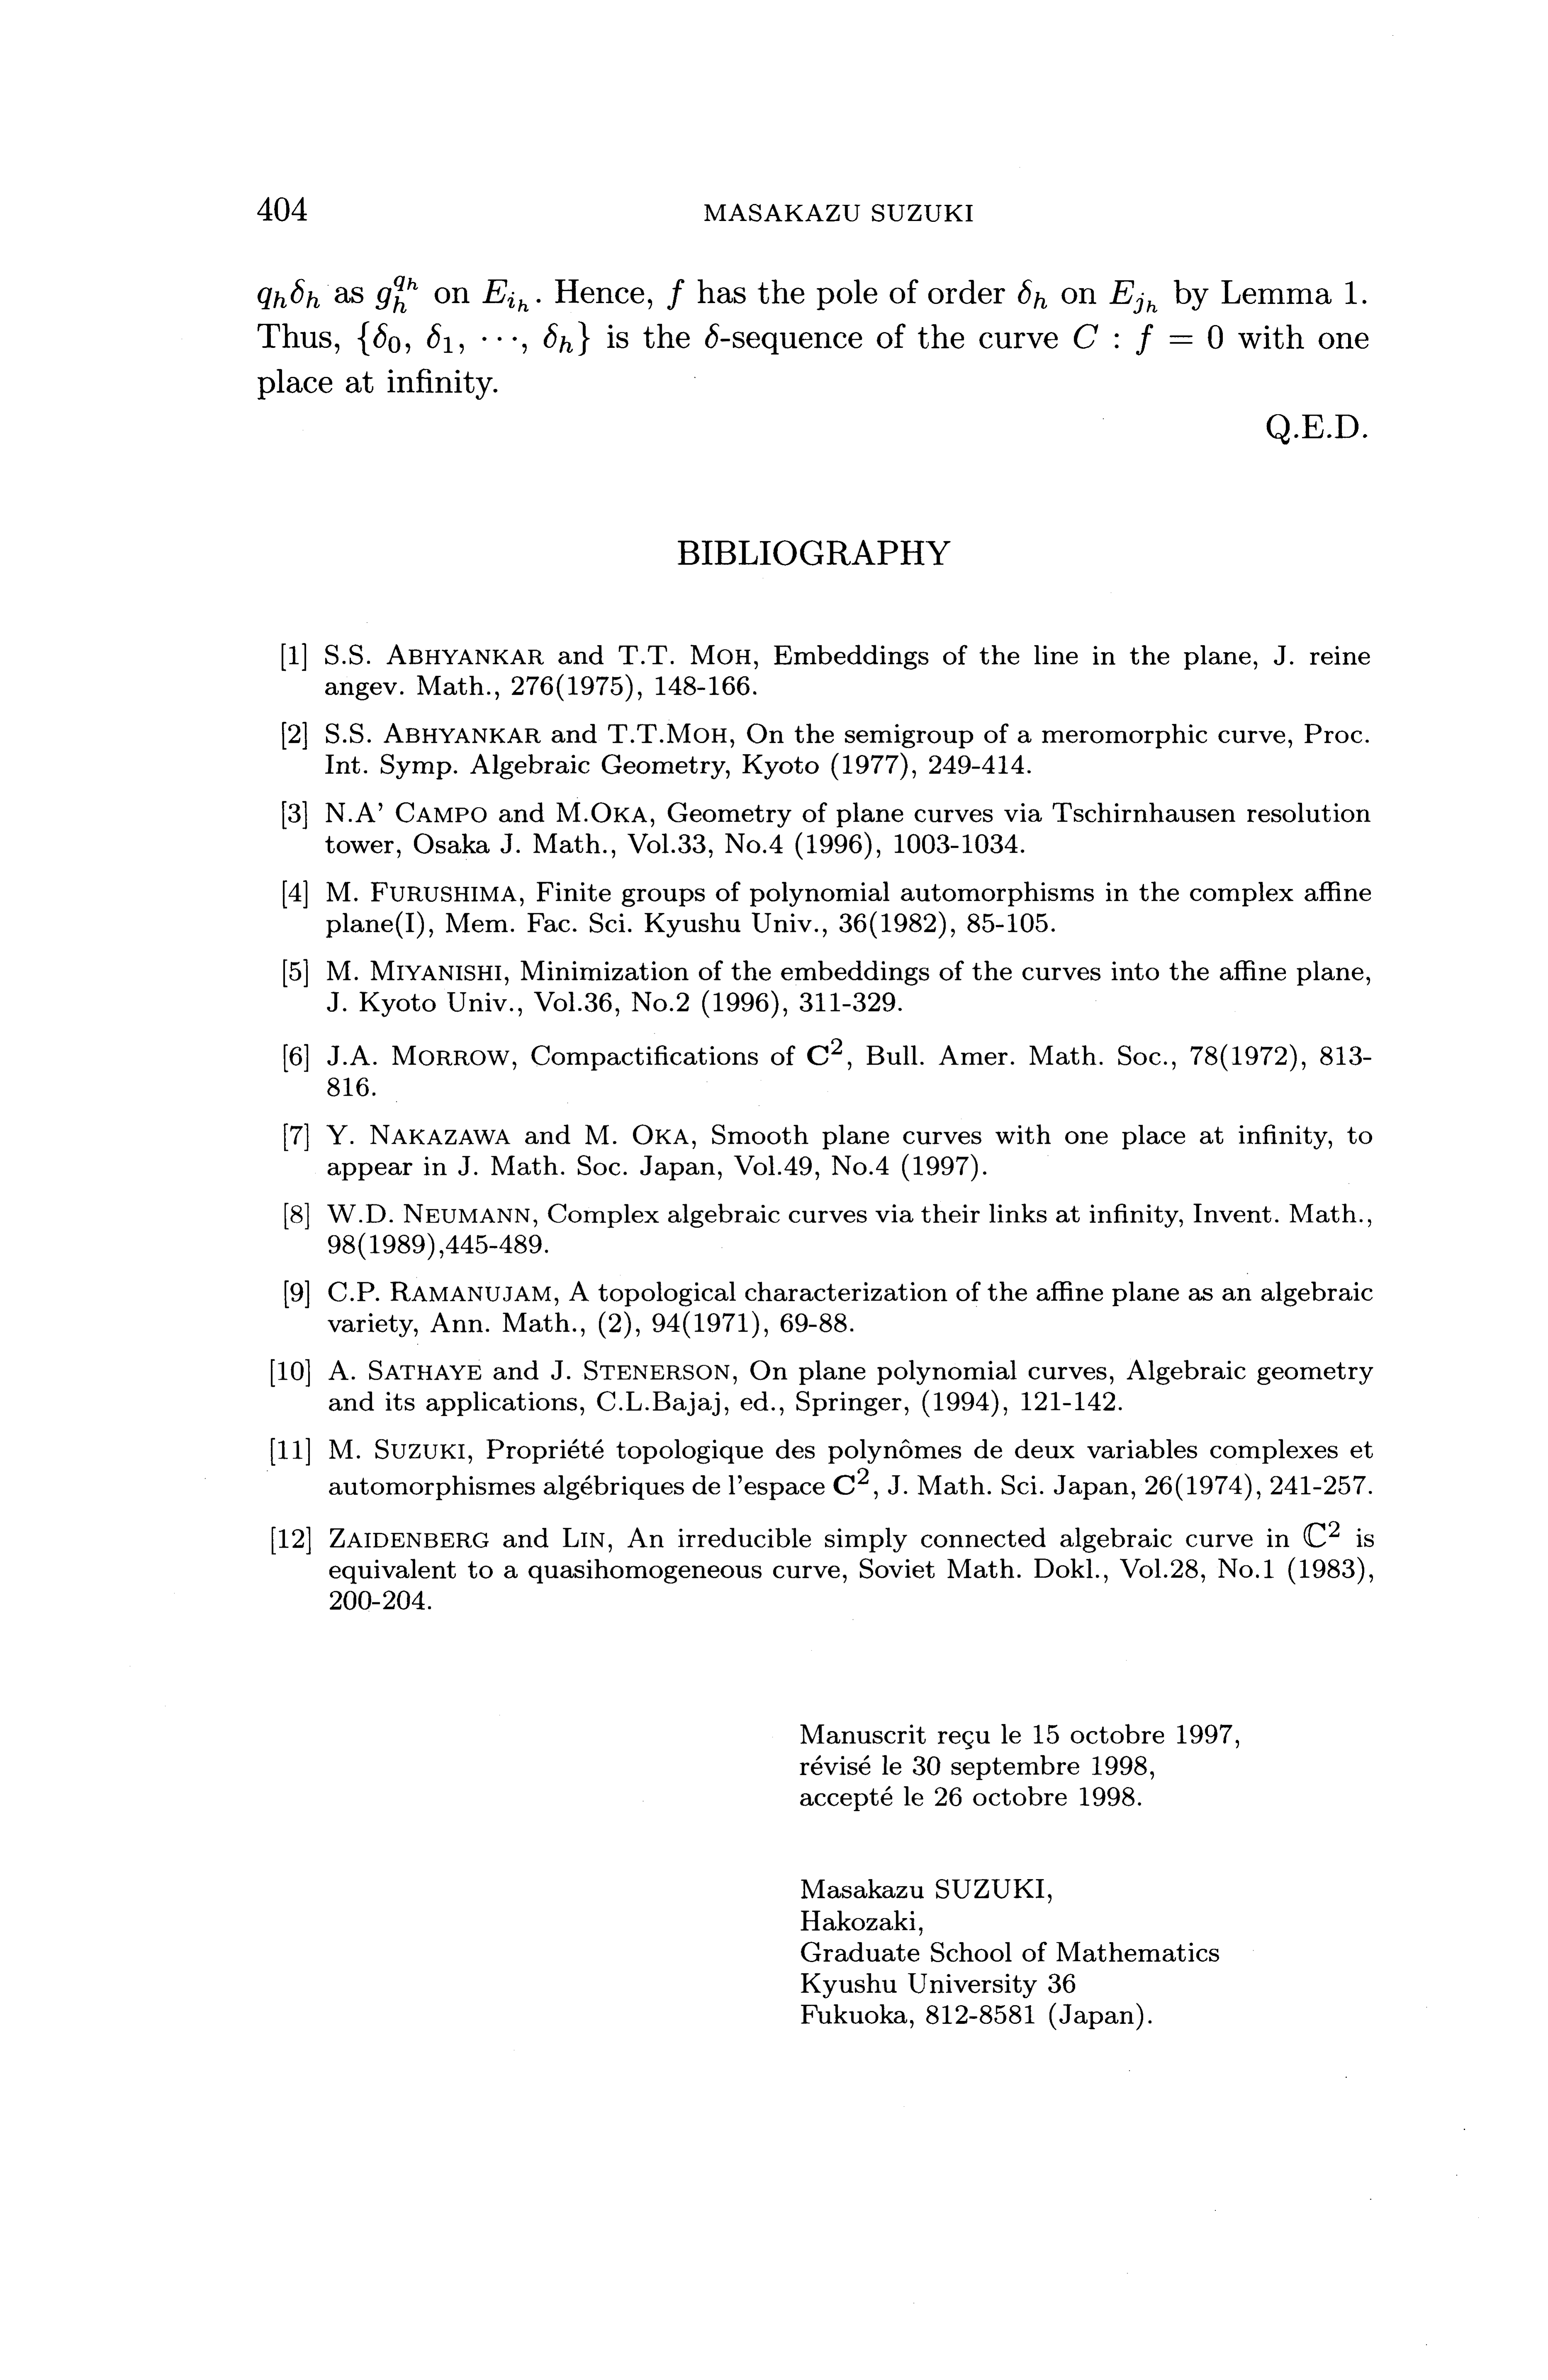 404 MASAKAZU SUZUKI
$q_h\delta_h$ as $g_h^{q_h}$ on $E_{i_h}$. Hence, $f$ has the pole of order $\delta_h$ on $E_{j_h}$ by Lemma 1.
Thus, $\{\delta_0, \delta_1, \cdots, \delta_h\}$ is the $\delta$-sequence of the curve $C : f = 0$ with one
place at infinity.
Q.E.D.
BIBLIOGRAPHY
[1] S.S. ABHYANKAR and T.T. MOH, Embeddings of the line in the plane, J. reine
angev. Math., 276(1975), 148-166.
[2] S.S. ABHYANKAR and T.T.MOH, On the semigroup of a meromorphic curve, Proc.
Int. Symp. Algebraic Geometry, Kyoto (1977), 249-414.
[3] N.A' CAMPO and M.OKA, Geometry of plane curves via Tschirnhausen resolution
tower, Osaka J. Math., Vol.33, No.4 (1996), 1003-1034.
[4] M. FURUSHIMA, Finite groups of polynomial automorphisms in the complex affine
plane(I), Mem. Fac. Sci. Kyushu Univ., 36(1982), 85-105.
[5] M. MIYANISHI, Minimization of the embeddings of the curves into the affine plane,
J. Kyoto Univ., Vol.36, No.2 (1996), 311-329.
[6] J.A. MORROW, Compactifications of $\mathbf{C}^2$, Bull. Amer. Math. Soc., 78(1972), 813-
816.
[7] Y. NAKAZAWA and M. OKA, Smooth plane curves with one place at infinity, to
appear in J. Math. Soc. Japan, Vol.49, No.4 (1997).
[8] W.D. NEUMANN, Complex algebraic curves via their links at infinity, Invent. Math.,
98(1989),445-489.
[9] C.P. RAMANUJAM, A topological characterization of the affine plane as an algebraic
variety, Ann. Math., (2), 94(1971), 69-88.
[10] A. SATHAYE and J. STENERSON, On plane polynomial curves, Algebraic geometry
and its applications, C.L.Bajaj, ed., Springer, (1994), 121-142.
[11] M. SUZUKI, Propriété topologique des polynômes de deux variables complexes et
automorphismes algébriques de l'espace $\mathbf{C}^2$, J. Math. Sci. Japan, 26(1974), 241-257.
[12] ZAIDENBERG and LIN, An irreducible simply connected algebraic curve in $\mathbb{C}^2$ is
equivalent to a quasihomogeneous curve, Soviet Math. Dokl., Vol.28, No.1 (1983),
200-204.
Manuscrit reçu le 15 octobre 1997,
révisé le 30 septembre 1998,
accepté le 26 octobre 1998.
Masakazu SUZUKI,
Hakozaki,
Graduate School of Mathematics
Kyushu University 36
Fukuoka, 812-8581 (Japan).